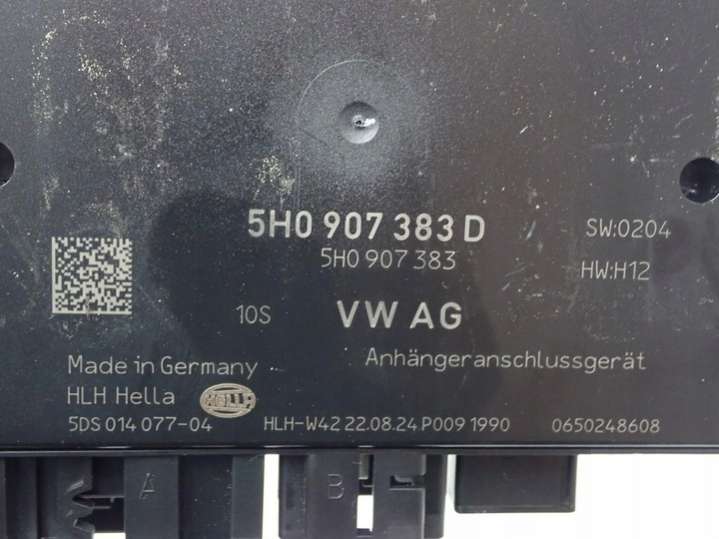 5H0 907 383 D
SW:0204
5H0 907 383
HW:H12
10S
VW AG
Made in Germany
Anhängeranschlussgerät
HLH Hella
HELLA
5DS 014 077-04
HLH-W42 22.08.24 P009 1990
0650248608
A
B